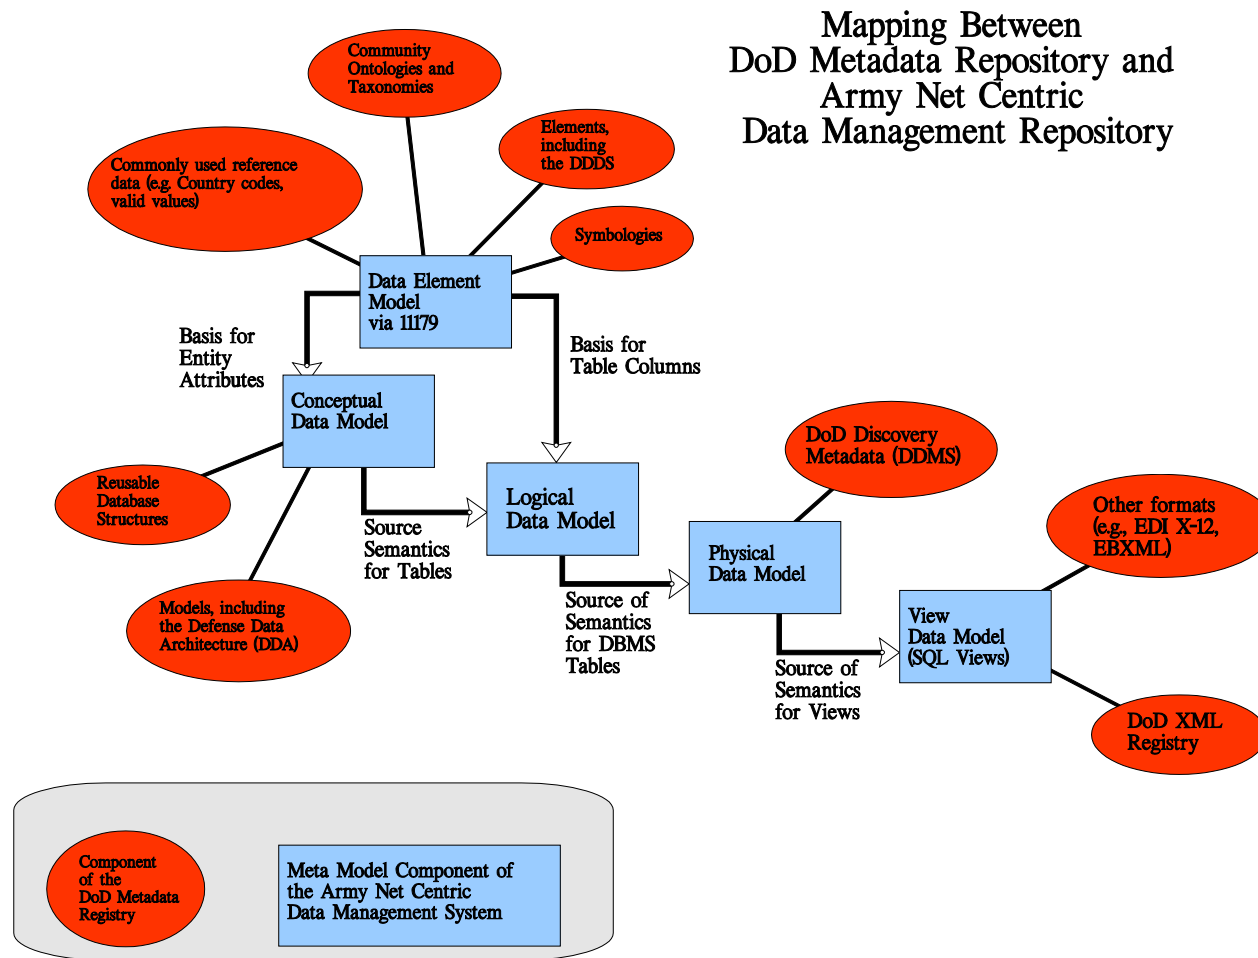 Mapping Between
DoD Metadata Repository and
Army Net Centric
Data Management Repository
Community
Ontologies and
Taxonomies
Elements,
including
the DDDS
Commonly used reference
data (e.g. Country codes,
valid values)
Symbologies
Data Element
Model
via 11179
Basis for
Entity
Attributes
Basis for
Table Columns
Conceptual
Data Model
Reusable
Database
Structures
Models, including
the Defense Data
Architecture (DDA)
Source
Semantics
for Tables
Logical
Data Model
Source of
Semantics
for DBMS
Tables
DoD Discovery
Metadata (DDMS)
Physical
Data Model
Source of
Semantics
for Views
Other formats
(e.g., EDI X-12,
EBXML)
View
Data Model
(SQL Views)
DoD XML
Registry
Component
of the
DoD Metadata
Registry
Meta Model Component of
the Army Net Centric
Data Management System